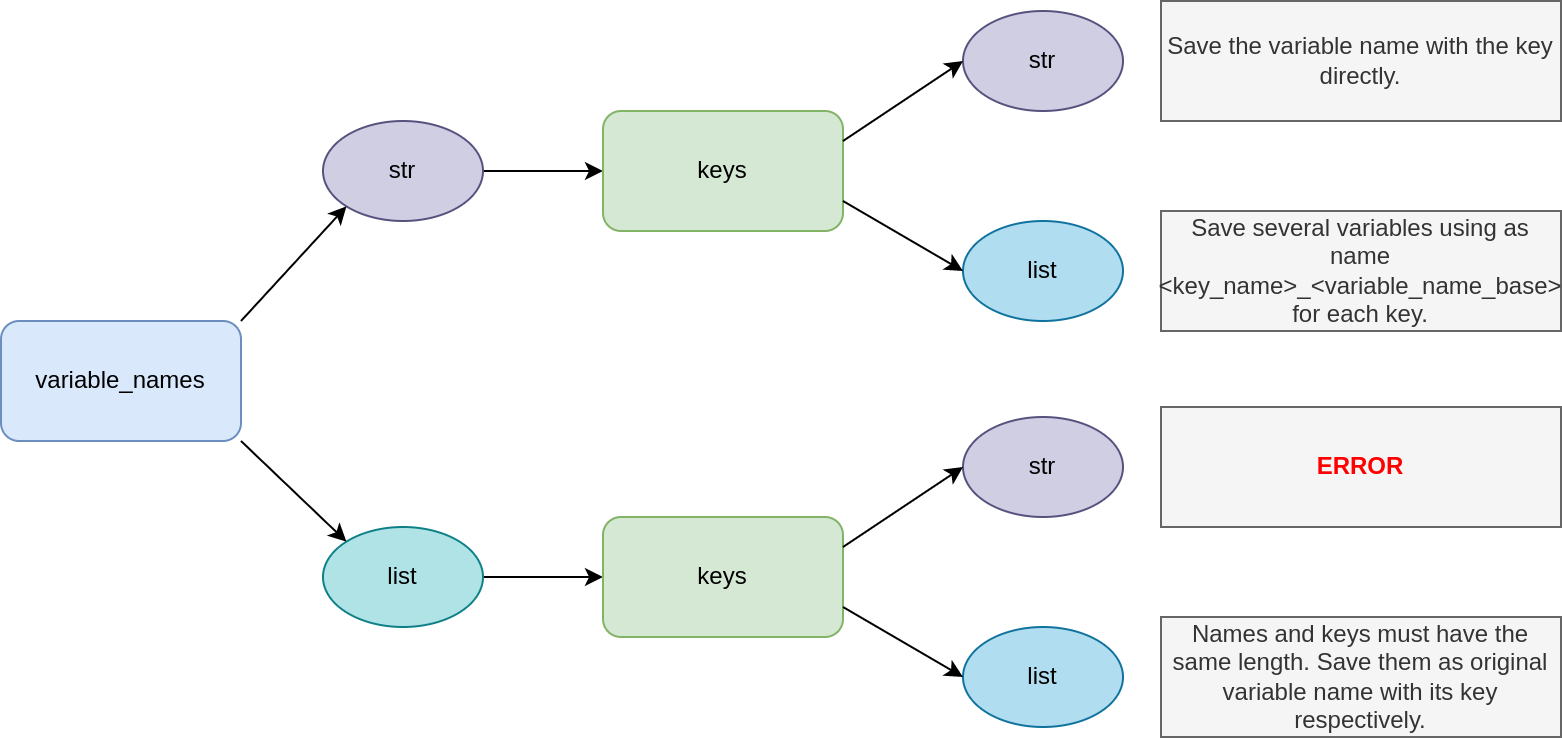 str
Save the variable name with the key
directly.
str
keys
list
Save several variables using as
name
<key_name>_<variable_name_base>
for each key.
variable_names
str
ERROR
list
keys
list
Names and keys must have the
same length. Save them as original
variable name with its key
respectively.